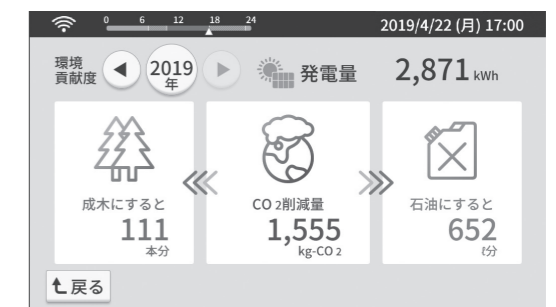 0 6 12 18 24
2019/4/22 (月) 17:00
環境
貢献度
2019
年
発電量
2,871 kWh
成木にすると
111
本分
CO 2削減量
1,555
kg-CO 2
石油にすると
652
ℓ分
戻る